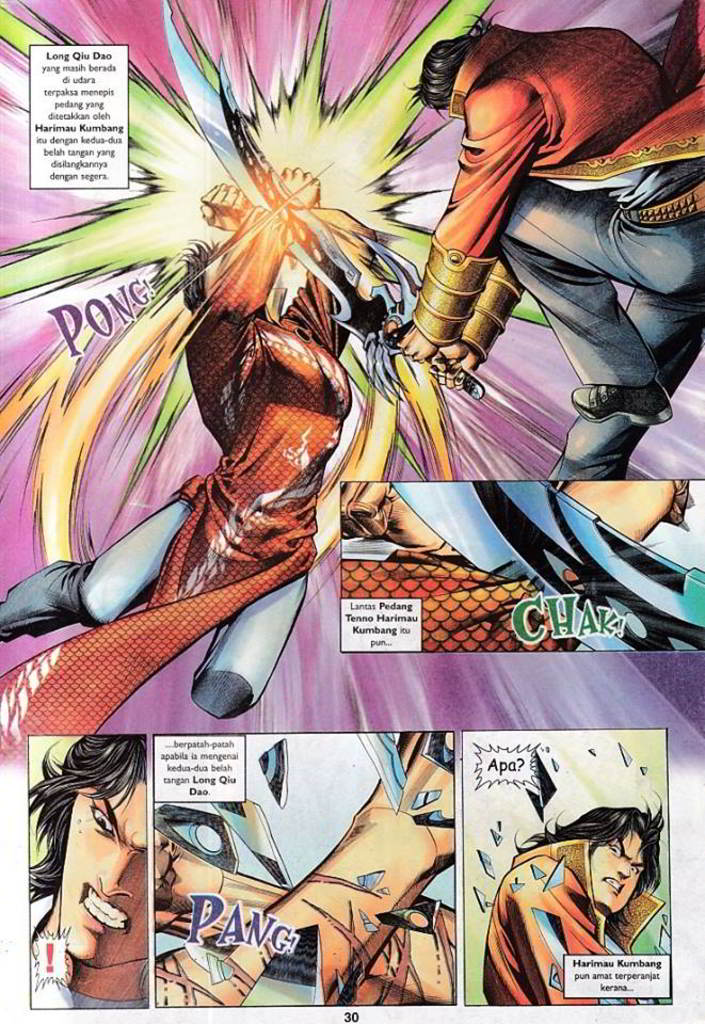 Long Qiu Dao
yang masih berada
di udara
terpaksa menepis
pedang yang
ditetakkan oleh
Harimau Kumbang
itu dengan kedua-dua
belah tangan yang
disilangkannya
dengan segera.
PONG!
Lantas Pedang
Tenno Harimau
Kumbang itu
pun...
CHAK!
!
....berpatah-patah
apabila ia mengenai
kedua-dua belah
tangan Long Qiu
Dao.
PANG!
Apa?
Harimau Kumbang
pun amat terperanjat
kerana...
30